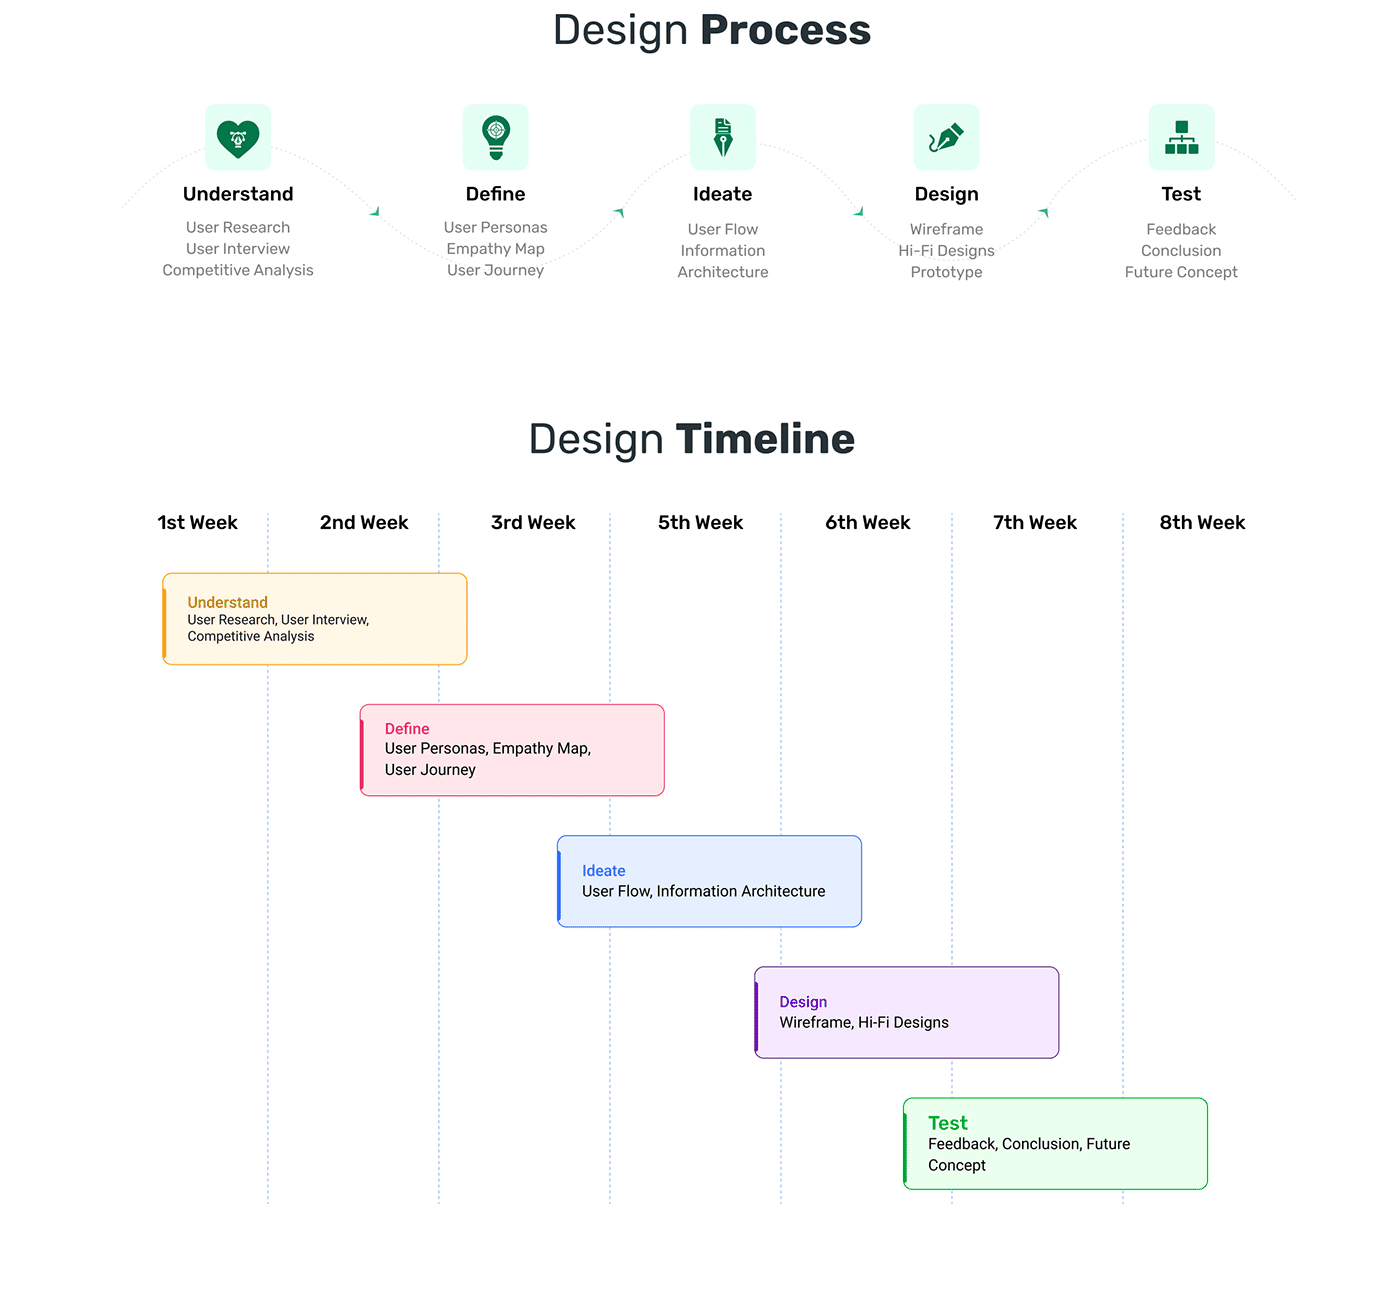 Design Process
Understand
User Research
User Interview
Competitive Analysis
Define
User Personas
Empathy Map
User Journey
Ideate
User Flow
Information
Architecture
Design
Wireframe
Hi-Fi Designs
Prototype
Test
Feedback
Conclusion
Future Concept
Design Timeline
1st Week
2nd Week
3rd Week
5th Week
6th Week
7th Week
8th Week
Understand
User Research, User Interview,
Competitive Analysis
Define
User Personas, Empathy Map,
User Journey
Ideate
User Flow, Information Architecture
Design
Wireframe, Hi-Fi Designs
Test
Feedback, Conclusion, Future
Concept